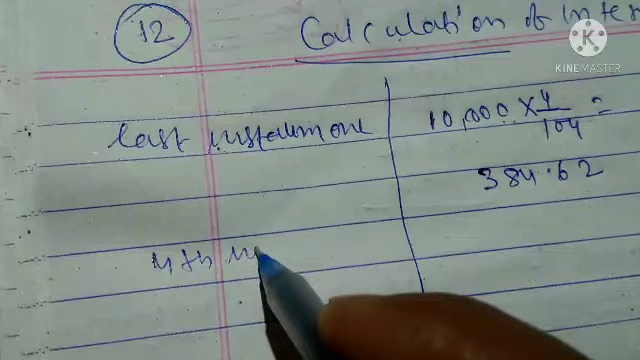 12
Calculation of Inter
KINEMASTER
Last instalment 10,000 × 4/104 =
384.62
4th